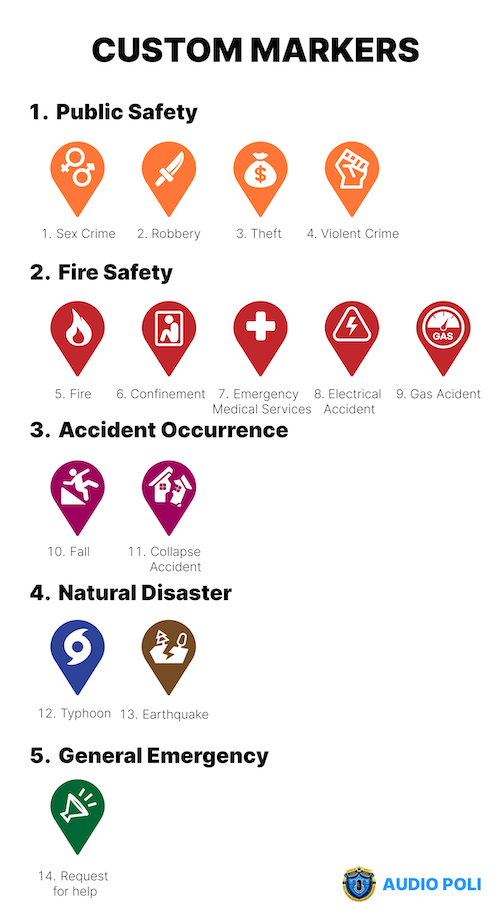 CUSTOM MARKERS
1. Public Safety
$
1. Sex Crime 2. Robbery 3. Theft 4. Violent Crime
2. Fire Safety
GAS
5. Fire 6. Confinement 7. Emergency 8. Electrical 9. Gas Acident
Medical Services Accident
3. Accident Occurrence
10. Fall 11. Collapse
Accident
4. Natural Disaster
12. Typhoon 13. Earthquake
5. General Emergency
14. Request
for help
AUDIO POLI